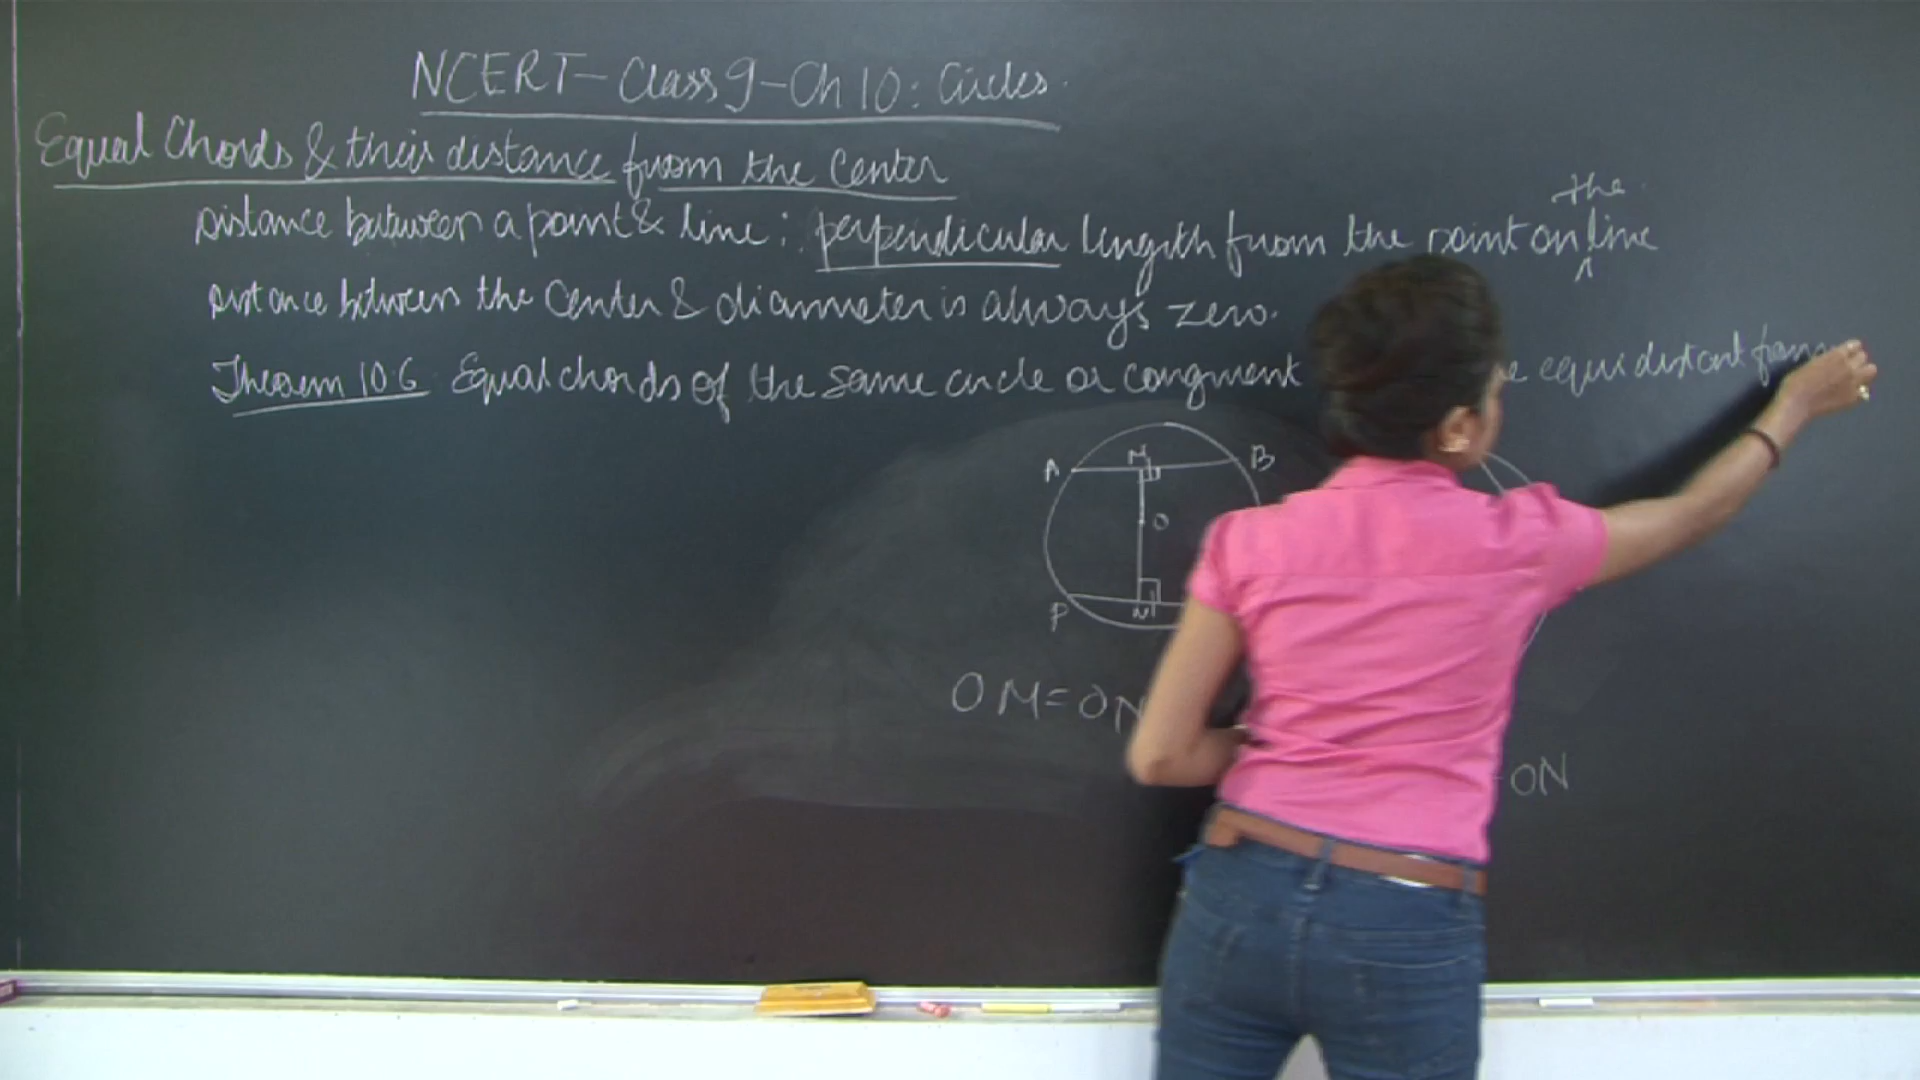 NCERT - Class 9 - Ch 10 : Circles
Equal Chords & their distance from the Center
the
Distance between a point & line : perpendicular length from the point on line
Distance between the Center & diameter is always zero.
Theorem 10.6 Equal chords of the same circle or congruent equidistant from
A M B
O
P N
OM = ON
ON